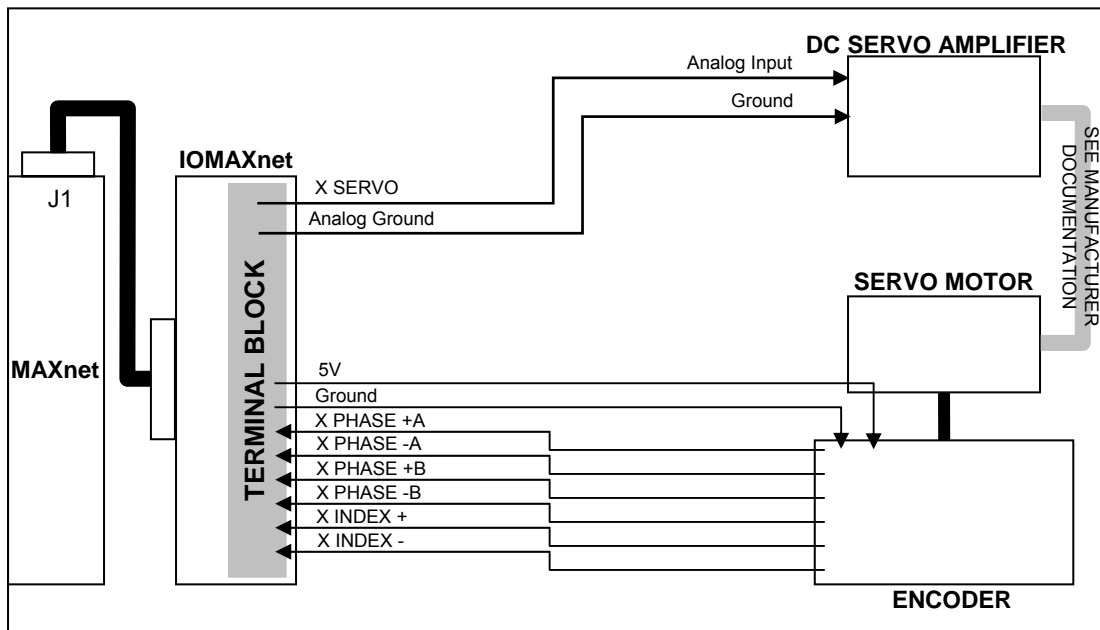 DC SERVO AMPLIFIER
Analog Input
Ground
SEE MANUFACTURER
DOCUMENTATION
IOMAXnet
J1
X SERVO
Analog Ground
TERMINAL BLOCK
SERVO MOTOR
MAXnet
5V
Ground
X PHASE +A
X PHASE -A
X PHASE +B
X PHASE -B
X INDEX +
X INDEX -
ENCODER